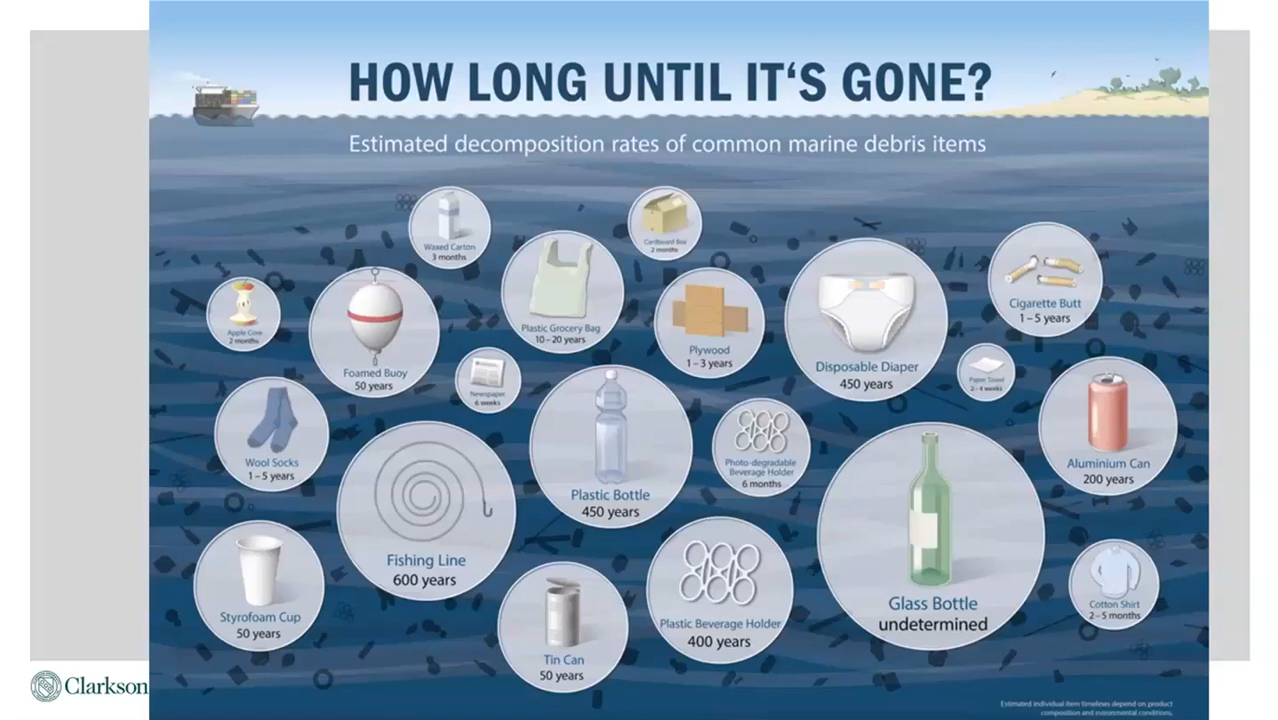 HOW LONG UNTIL IT'S GONE?
Estimated decomposition rates of common marine debris items
Waxed Carton
3 months
Cardboard Box
2 months
Apple Core
2 months
Foamed Buoy
50 years
Plastic Grocery Bag
10–20 years
Plywood
1–3 years
Disposable Diaper
450 years
Cigarette Butt
1–5 years
Newspaper
6 weeks
Paper Towel
2–4 weeks
Wool Socks
1–5 years
Fishing Line
600 years
Plastic Bottle
450 years
Photo-degradable
Beverage Holder
6 months
Glass Bottle
undetermined
Aluminium Can
200 years
Styrofoam Cup
50 years
Tin Can
50 years
Plastic Beverage Holder
400 years
Cotton Shirt
2–5 months
Clarkson
Estimated individual item timelines depend on product
composition and environmental conditions.